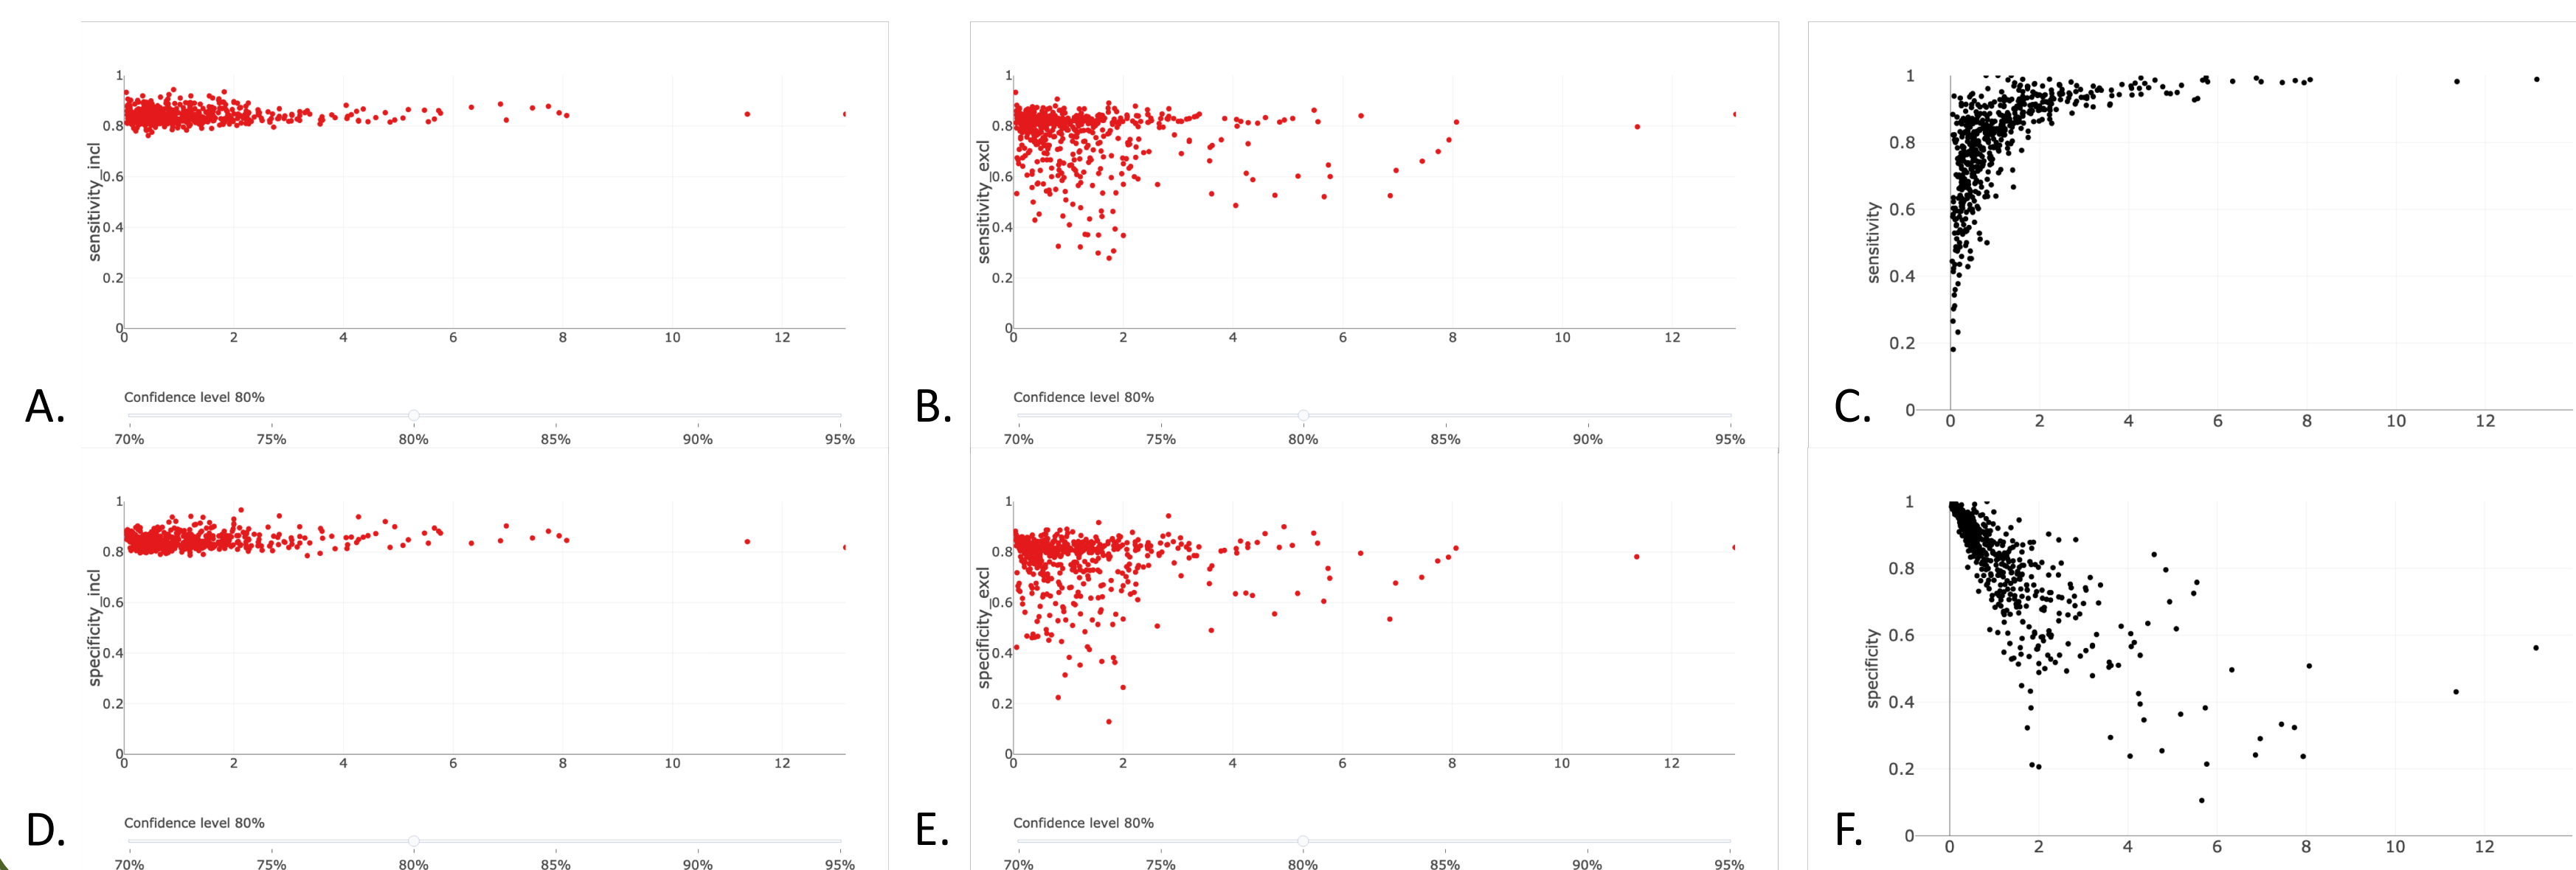 1
0.8
0.6
0.4
0.2
0
sensitivity_incl
0 2 4 6 8 10 12
Confidence level 80%
70% 75% 80% 85% 90% 95%
A.
1
0.8
0.6
0.4
0.2
0
sensitivity_excl
0 2 4 6 8 10 12
Confidence level 80%
70% 75% 80% 85% 90% 95%
B.
1
0.8
0.6
0.4
0.2
0
sensitivity
0 2 4 6 8 10 12
C.
1
0.8
0.6
0.4
0.2
0
specificity_incl
0 2 4 6 8 10 12
Confidence level 80%
70% 75% 80% 85% 90% 95%
D.
1
0.8
0.6
0.4
0.2
0
specificity_excl
0 2 4 6 8 10 12
Confidence level 80%
70% 75% 80% 85% 90% 95%
E.
1
0.8
0.6
0.4
0.2
0
specificity
0 2 4 6 8 10 12
F.